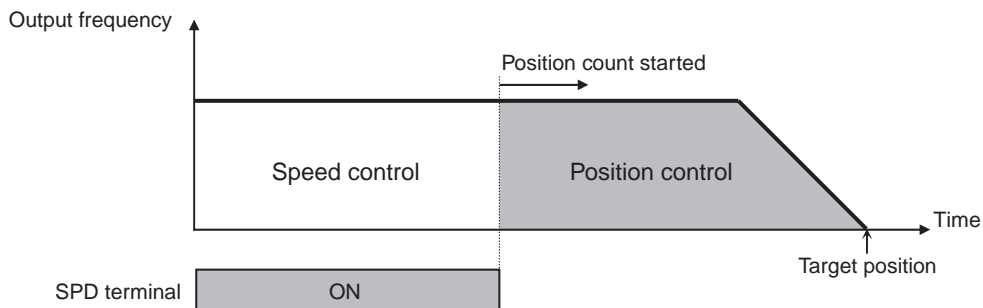 Output frequency
Position count started
Speed control
Position control
Time
Target position
SPD terminal
ON